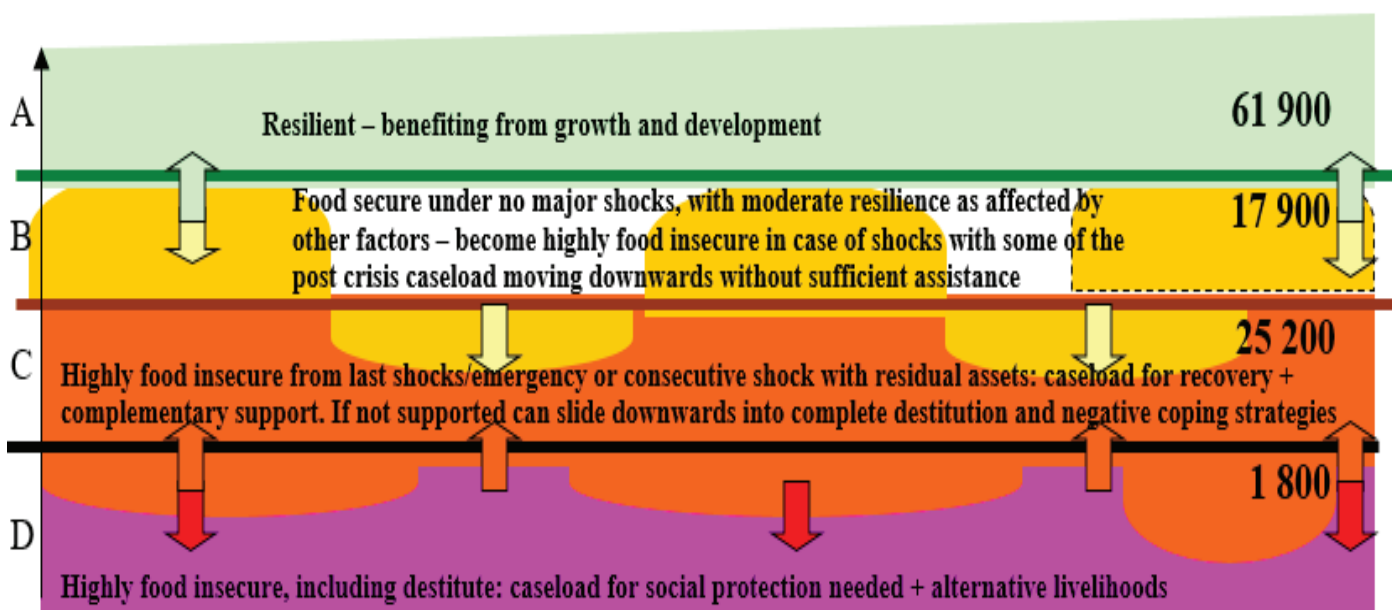 A
Resilient – benefiting from growth and development
61 900
B
Food secure under no major shocks, with moderate resilience as affected by
other factors – become highly food insecure in case of shocks with some of the
post crisis caseload moving downwards without sufficient assistance
17 900
C
25 200
Highly food insecure from last shocks/emergency or consecutive shock with residual assets: caseload for recovery +
complementary support. If not supported can slide downwards into complete destitution and negative coping strategies
1 800
D
Highly food insecure, including destitute: caseload for social protection needed + alternative livelihoods